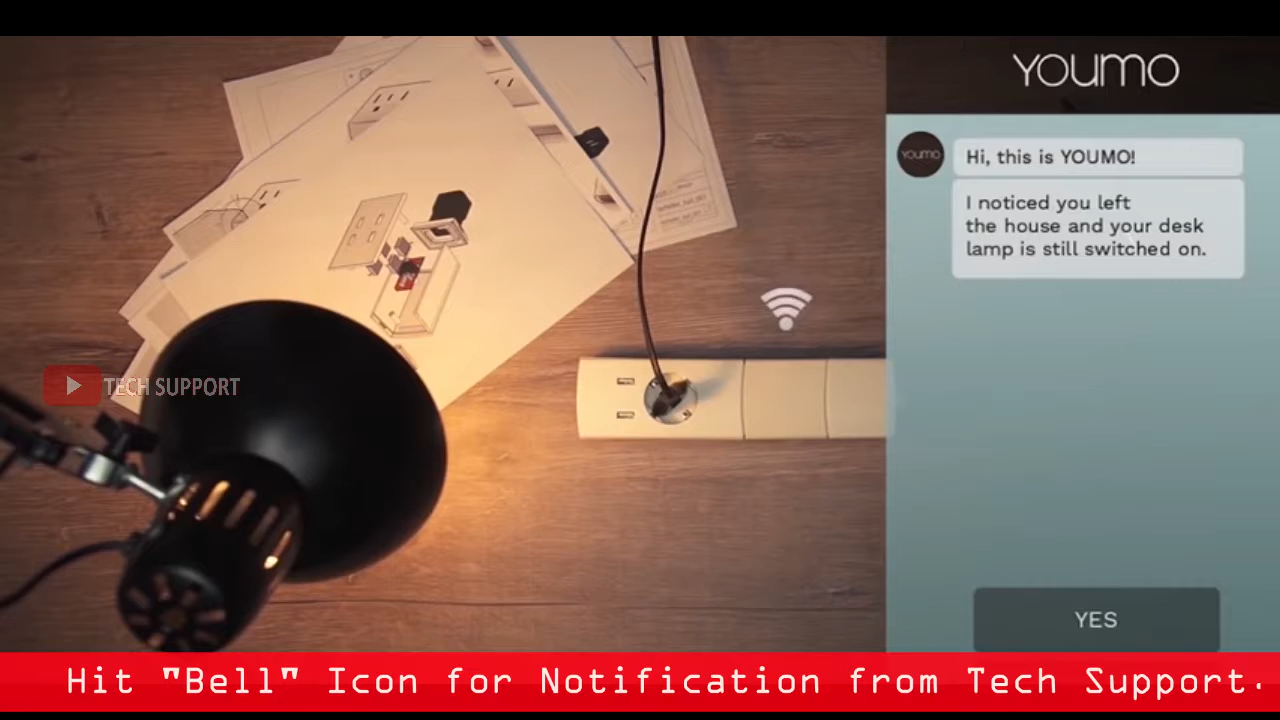 YOUMO
YOUMO
Hi, this is YOUMO!
I noticed you left
the house and your desk
lamp is still switched on.
TECH SUPPORT
YES
Hit "Bell" Icon for Notification from Tech Support.